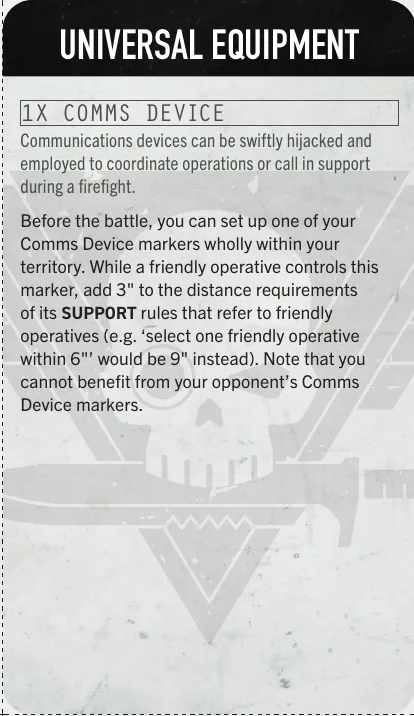 UNIVERSAL EQUIPMENT
1X COMMS DEVICE
Communications devices can be swiftly hijacked and
employed to coordinate operations or call in support
during a firefight.
Before the battle, you can set up one of your
Comms Device markers wholly within your
territory. While a friendly operative controls this
marker, add 3" to the distance requirements
of its SUPPORT rules that refer to friendly
operatives (e.g. ‘select one friendly operative
within 6"’ would be 9" instead). Note that you
cannot benefit from your opponent’s Comms
Device markers.